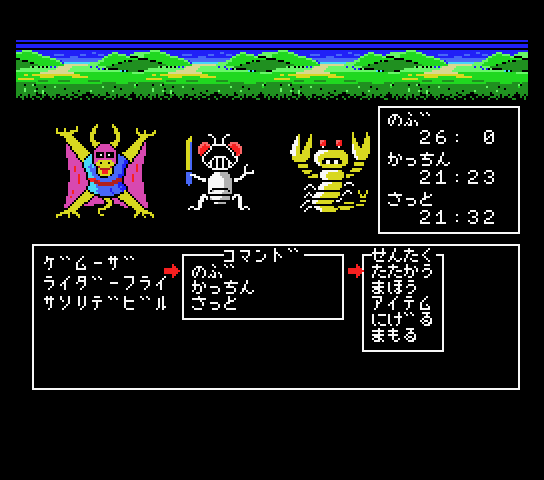 のぶ
26: 0
かっちん
21:23
さっと
21:32
ゲムーザ
ライダーフライ
サソリデビル
コマンド
のぶ
かっちん
さっと
せんたく
たたかう
まほう
アイテム
にげる
まもる